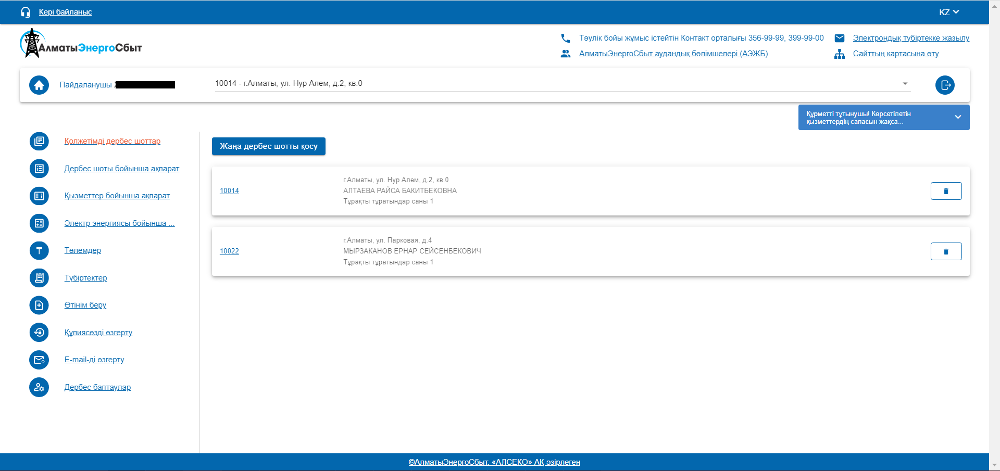 Кері байланыс
KZ
АлматыЭнергоСбыт
Тәулік бойы жұмыс істейтін Контакт орталығы 356-99-99, 399-99-00
Электрондық түбіртекке жазылу
АлматыЭнергоСбыт аудандық бөлімшелері (АЭЖБ)
Сайттың картасына өту
Пайдаланушы
10014 - г.Алматы, ул. Нур Алем, д.2, кв.0
Құрметті тұтынушы! Көрсетілетін
қызметтердің сапасын жақса...
Қолжетімді дербес шоттар
Дербес шоты бойынша ақпарат
Қызметтер бойынша ақпарат
Электр энергиясы бойынша ...
Төлемдер
Түбіртектер
Өтінім беру
Құпиясөзді өзгерту
E-mail-ді өзгерту
Дербес баптаулар
Жаңа дербес шотты қосу
10014
г.Алматы, ул. Нур Алем, д.2, кв.0
АЛТАЕВА РАЙСА БАКИТБЕКОВНА
Тұрақты тұратындар саны 1
10022
г.Алматы, ул. Парковая, д.4
МЫРЗАКАНОВ ЕРНАР СЕЙСЕНБЕКОВИЧ
Тұрақты тұратындар саны 1
©АлматыЭнергоСбыт. «АЛСЕКО» АҚ әзірлеген